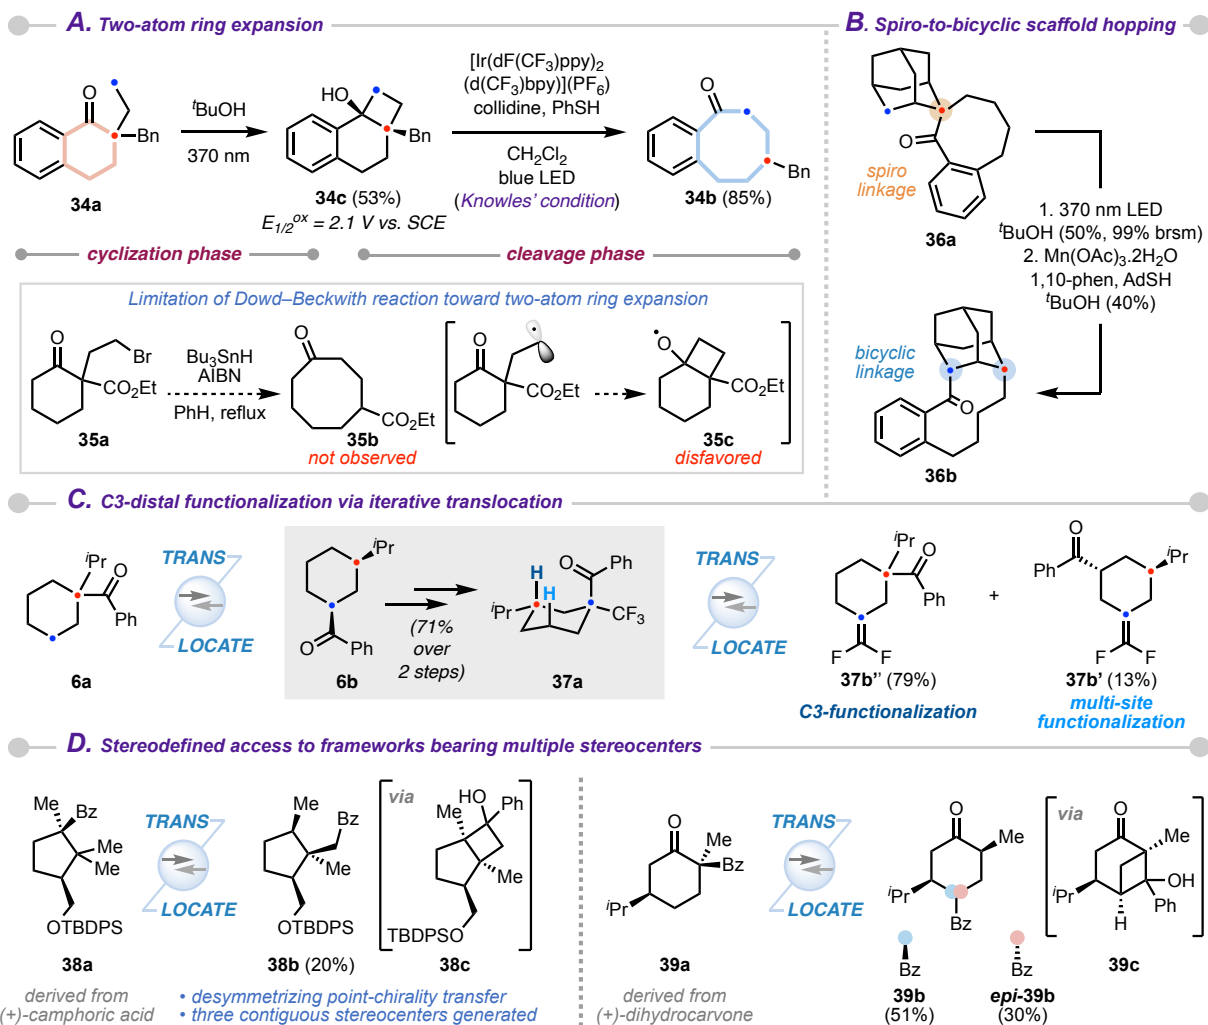 A. Two-atom ring expansion
O
Bn
34a
tBuOH
370 nm
HO
Bn
34c (53%)
E1/2ox = 2.1 V vs. SCE
[Ir(dF(CF3)ppy)2
(d(CF3)bpy)](PF6)
collidine, PhSH
CH2Cl2
blue LED
(Knowles' condition)
O
Bn
34b (85%)
cyclization phase
cleavage phase
Limitation of Dowd–Beckwith reaction toward two-atom ring expansion
O
Br
CO2Et
35a
Bu3SnH
AIBN
PhH, reflux
O
CO2Et
35b
not observed
O
CO2Et
O
CO2Et
35c
disfavored
B. Spiro-to-bicyclic scaffold hopping
O
spiro
linkage
36a
1. 370 nm LED
tBuOH (50%, 99% brsm)
2. Mn(OAc)3.2H2O
1,10-phen, AdSH
tBuOH (40%)
bicyclic
linkage
O
36b
C. C3-distal functionalization via iterative translocation
iPr
O
Ph
6a
TRANS
LOCATE
iPr
O
Ph
6b
(71%
over
2 steps)
H
H
iPr
O
Ph
CF3
37a
TRANS
LOCATE
iPr
O
Ph
F
F
37b'' (79%)
C3-functionalization
+
O
Ph
iPr
F
F
37b' (13%)
multi-site
functionalization
D. Stereodefined access to frameworks bearing multiple stereocenters
Me
Bz
Me
Me
OTBDPS
38a
derived from
(+)-camphoric acid
TRANS
LOCATE
Me
Bz
Me
OTBDPS
38b (20%)
via
HO
Ph
Me
Me
TBDPSO
38c
• desymmetrizing point-chirality transfer
• three contiguous stereocenters generated
O
Me
Bz
iPr
39a
derived from
(+)-dihydrocarvone
TRANS
LOCATE
O
Me
iPr
Bz
Bz
39b
(51%)
Bz
epi-39b
(30%)
via
O
Me
iPr
OH
Ph
H
39c